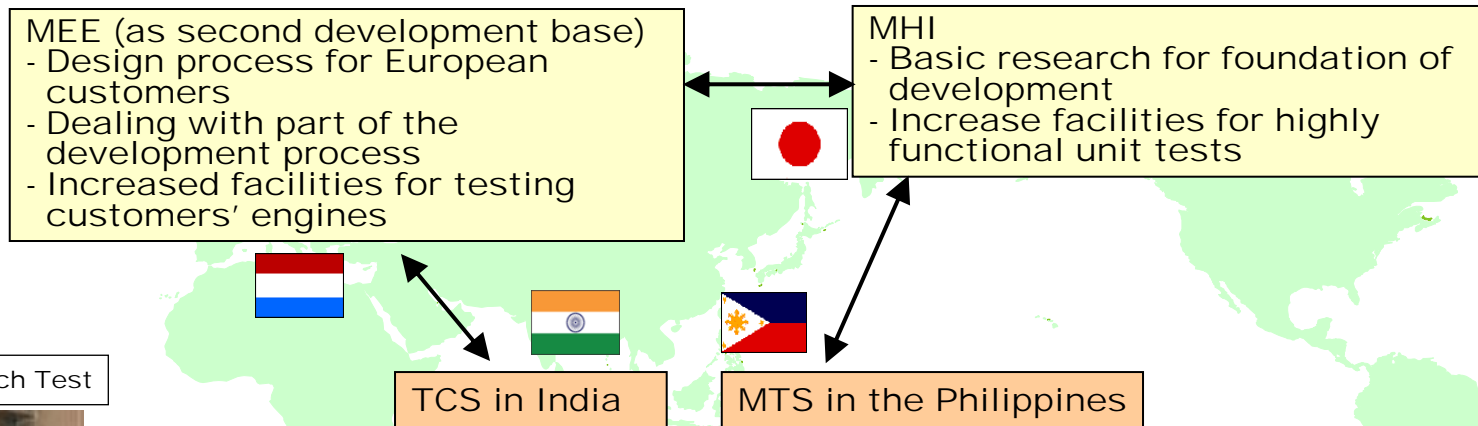 MEE (as second development base)
- Design process for European
customers
- Dealing with part of the
development process
- Increased facilities for testing
customers' engines
MHI
- Basic research for foundation of
development
- Increase facilities for highly
functional unit tests
TCS in India
MTS in the Philippines
Test